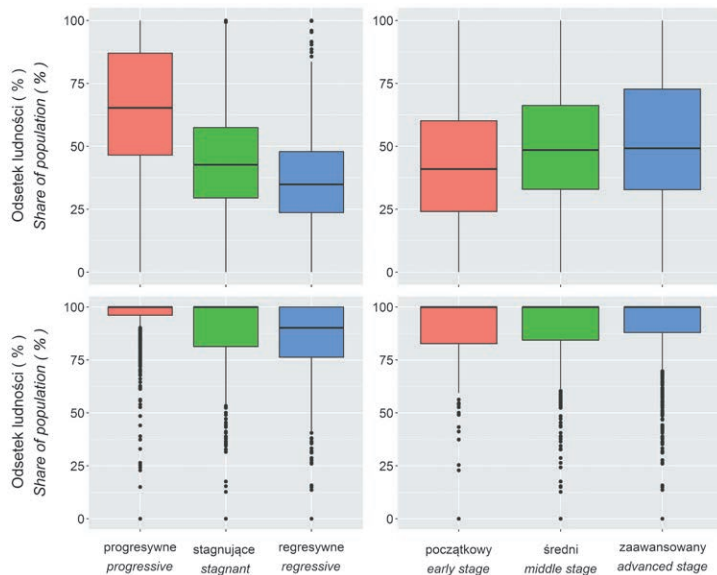 Odsetek ludności ( % )
Share of population ( % )
100
75
50
25
0
Odsetek ludności ( % )
Share of population ( % )
100
75
50
25
0
100
75
50
25
0
100
75
50
25
0
progresywne
progressive
stagnujące
stagnant
regresywne
regressive
początkowy
early stage
średni
middle stage
zaawansowany
advanced stage